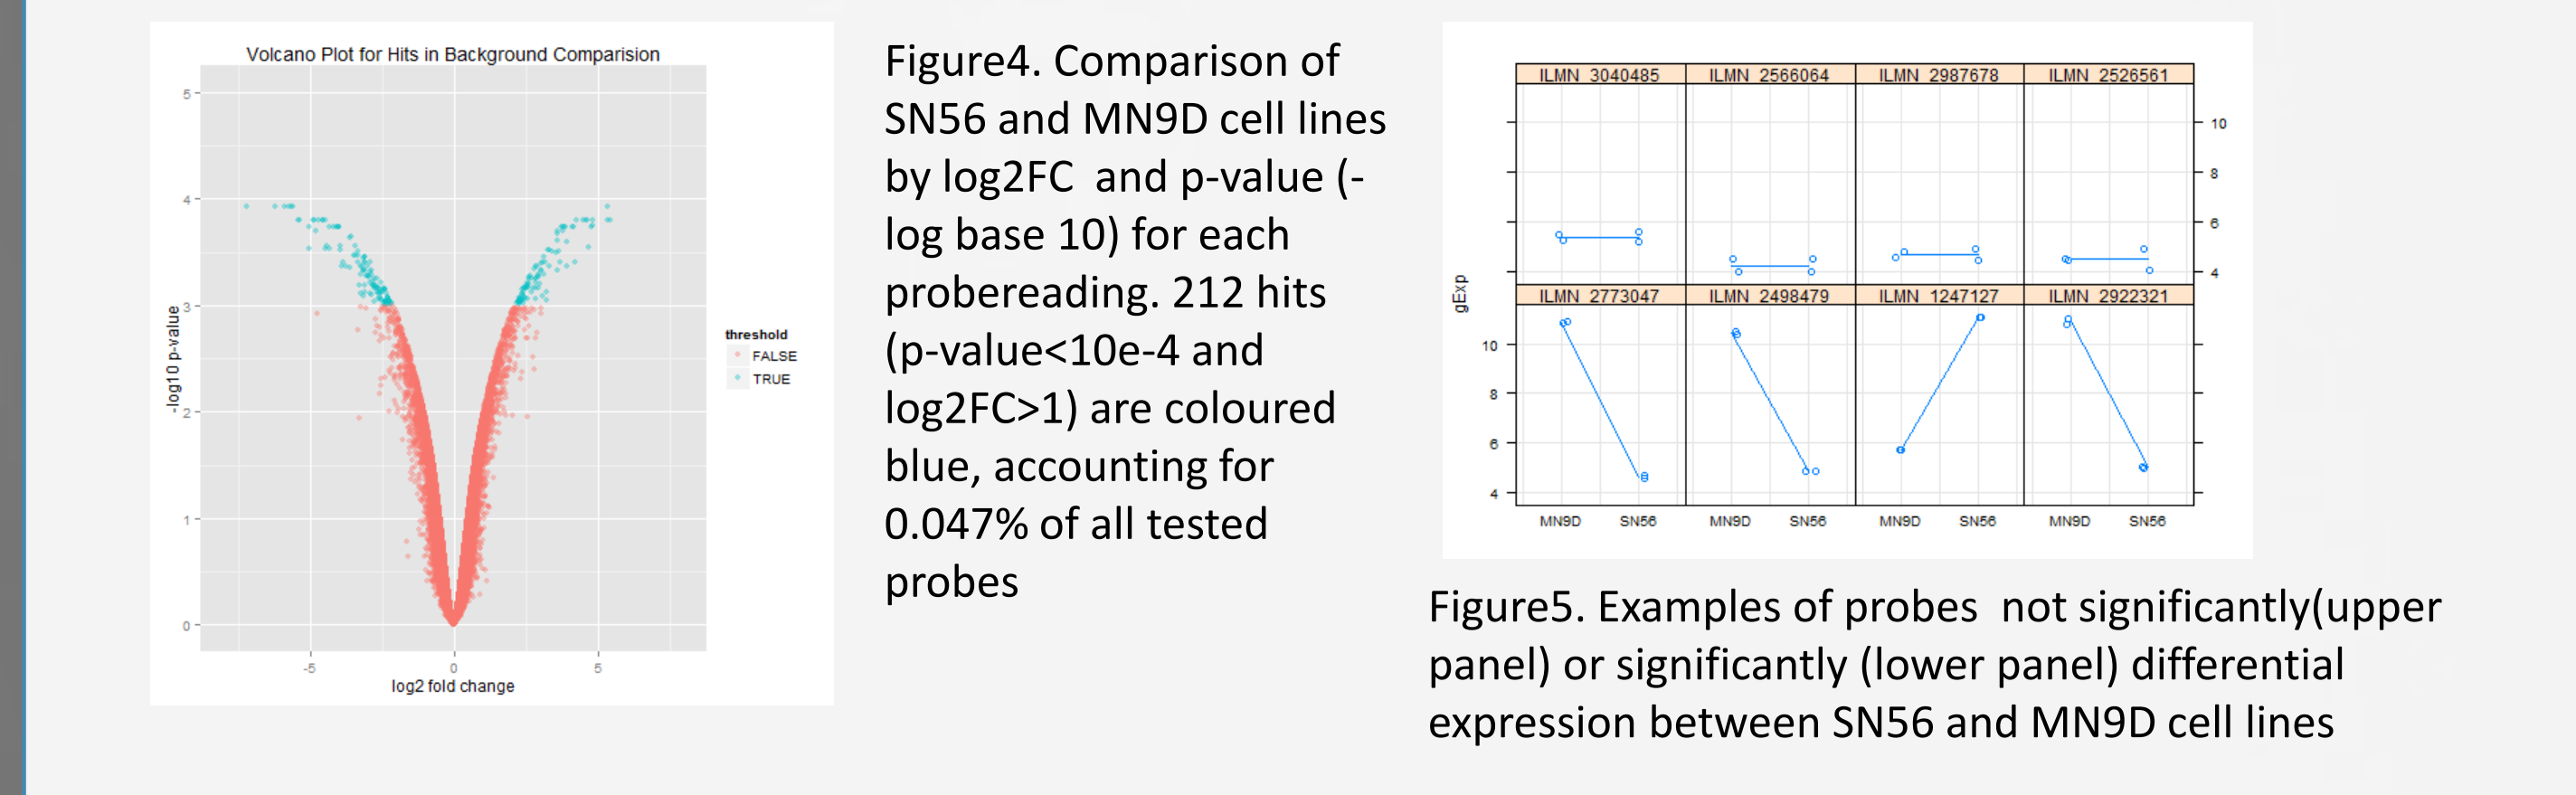 Volcano Plot for Hits in Background Comparision
5
4
3
2
1
0
-log10 p-value
-5 0 5
log2 fold change
threshold
FALSE
TRUE
Figure4. Comparison of
SN56 and MN9D cell lines
by log2FC and p-value (-
log base 10) for each
probereading. 212 hits
(p-value<10e-4 and
log2FC>1) are coloured
blue, accounting for
0.047% of all tested
probes
ILMN_3040485 ILMN_2566064 ILMN_2987678 ILMN_2526561
10
8
6
4
gExp
ILMN_2773047 ILMN_2498479 ILMN_1247127 ILMN_2922321
10
8
6
4
MN9D SN56 MN9D SN56 MN9D SN56 MN9D SN56
Figure5. Examples of probes not significantly(upper
panel) or significantly (lower panel) differential
expression between SN56 and MN9D cell lines